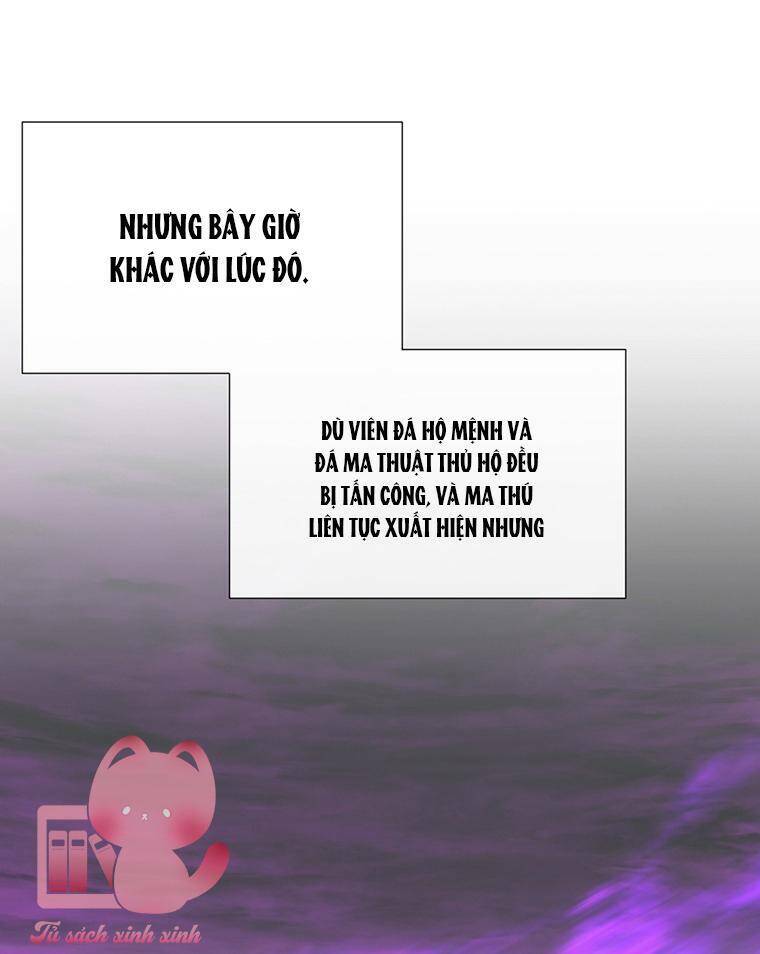 NHƯNG BÂY GIỜ
KHÁC VỚI LÚC ĐÓ.
DÙ VIÊN ĐÁ HỘ MỆNH VÀ
ĐÁ MA THUẬT THỦ HỘ ĐỀU
BỊ TẤN CÔNG, VÀ MA THÚ
LIÊN TỤC XUẤT HIỆN NHƯNG
Tủ sách xinh xinh